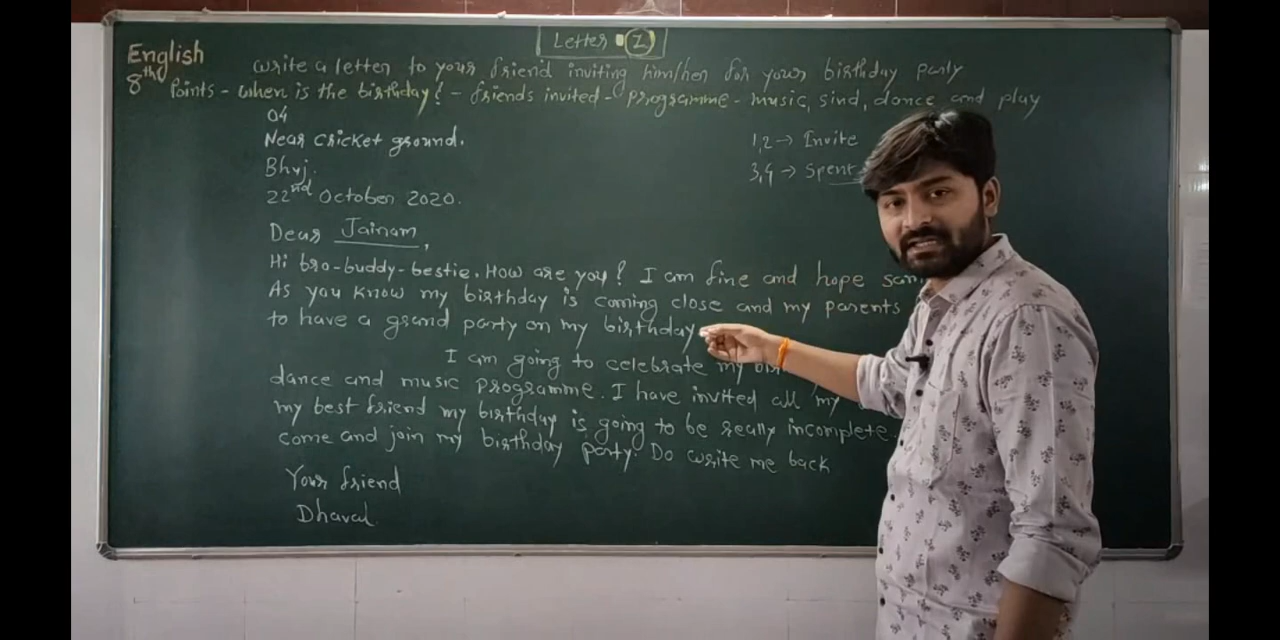 Letter 2
English
8th
Write a letter to your friend inviting him/her for your birthday party
Points - when is the birthday? - friends invited - programme - music, sind, dance and play
04
Near cricket ground.
Bhuj.
22nd October 2020.
1,2 → Invite
3,4 → Spent
Dear Jainam,
Hi bro-buddy-bestie. How are you? I am fine and hope
As you know my birthday is coming close and my parents
to have a grand party on my birthday
I am going to celebrate my
dance and music programme. I have invited all my
my best friend my birthday is going to be really incomplete.
come and join my birthday party. Do write me back
Your friend
Dhaval